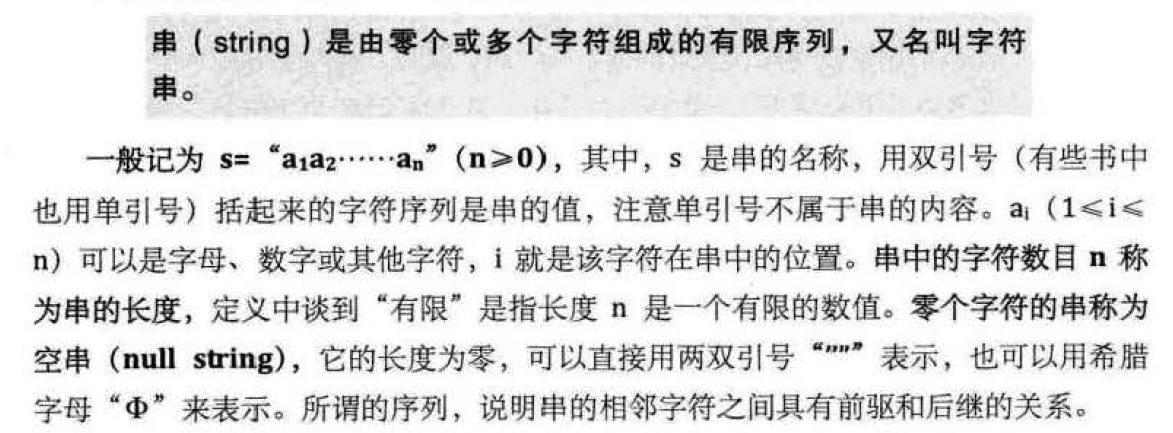 串（string）是由零个或多个字符组成的有限序列，又名叫字符
串。
一般记为 s= “a₁a₂……aₙ”（n≥0），其中，s 是串的名称，用双引号（有些书中
也用单引号）括起来的字符序列是串的值，注意单引号不属于串的内容。aᵢ（1≤i≤
n）可以是字母、数字或其他字符，i 就是该字符在串中的位置。串中的字符数目 n 称
为串的长度，定义中谈到“有限”是指长度 n 是一个有限的数值。零个字符的串称为
空串（null string），它的长度为零，可以直接用两双引号“""”表示，也可以用希腊
字母“Φ”来表示。所谓的序列，说明串的相邻字符之间具有前驱和后继的关系。